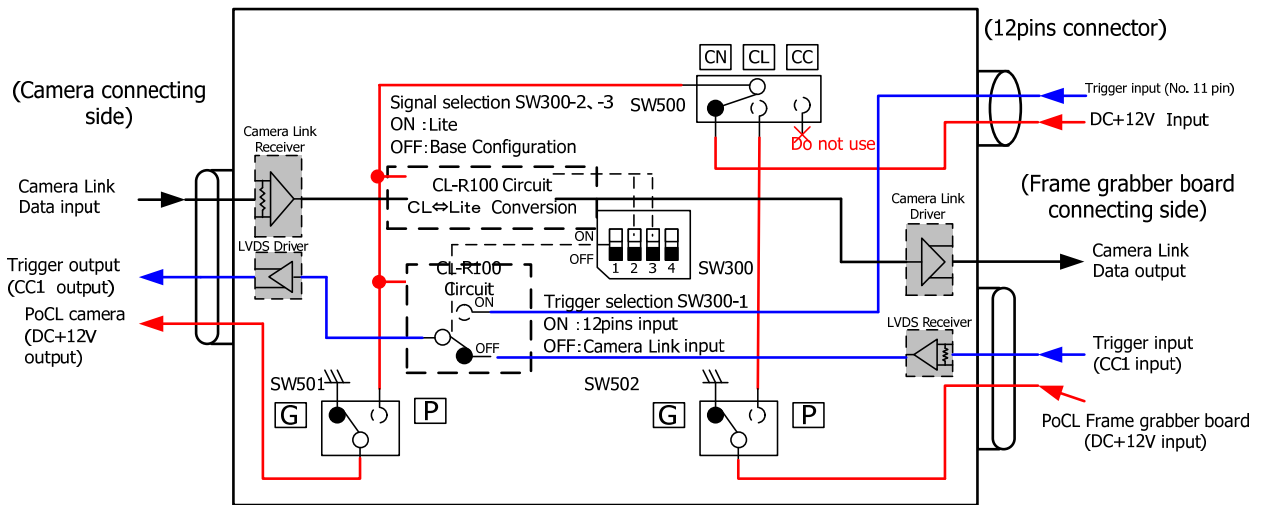 (12pins connector)
CN CL CC
(Camera connecting
side)
Signal selection SW300-2、-3
SW500
ON :Lite
OFF:Base Configuration
Do not use
Trigger input (No. 11 pin)
DC+12V Input
Camera Link
Receiver
CL-R100 Circuit
CL⇔Lite Conversion
(Frame grabber board
connecting side)
Camera Link
Data input
Camera Link
Driver
ON
OFF
1 2 3 4
SW300
LVDS Driver
Camera Link
Data output
Trigger output
(CC1 output)
CL-R100
Circuit
ON
OFF
Trigger selection SW300-1
ON :12pins input
OFF:Camera Link input
PoCL camera
(DC+12V
output)
LVDS Receiver
Trigger input
(CC1 input)
SW501
G P
SW502
G P
PoCL Frame grabber board
(DC+12V input)